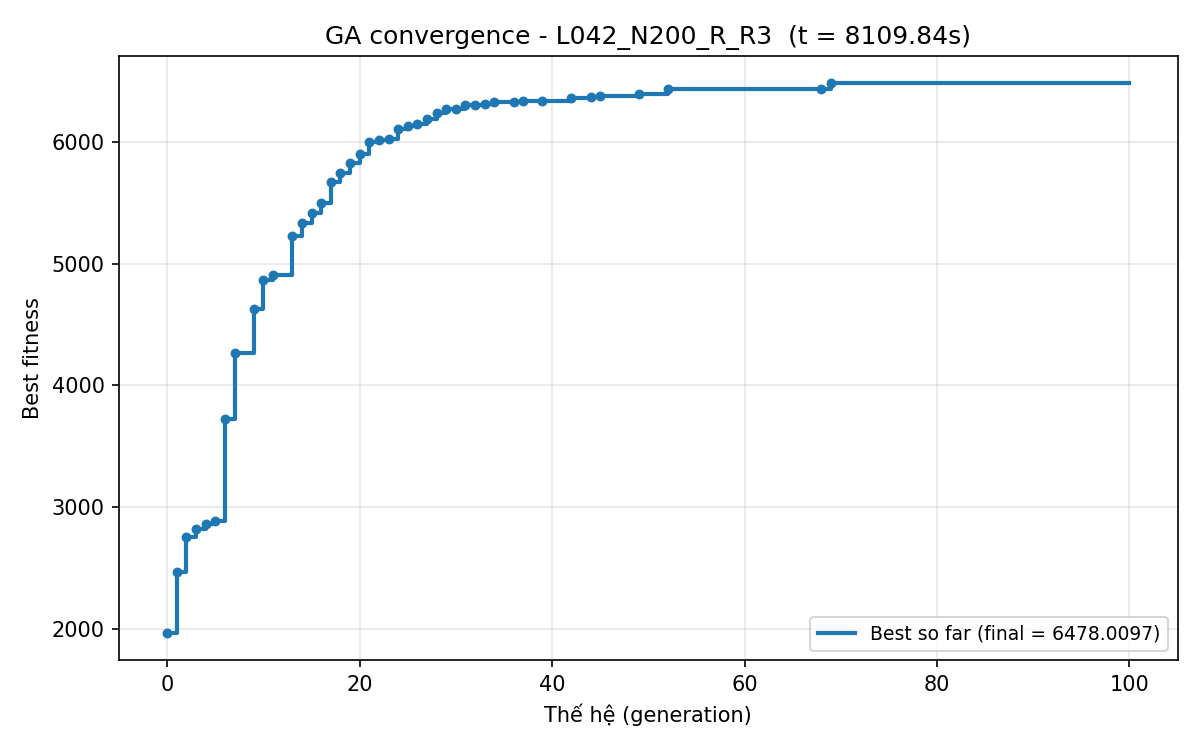 GA convergence - L042_N200_R_R3  (t = 8109.84s)
Best fitness
6000
5000
4000
3000
2000
Best so far (final = 6478.0097)
0 20 40 60 80 100
Thế hệ (generation)